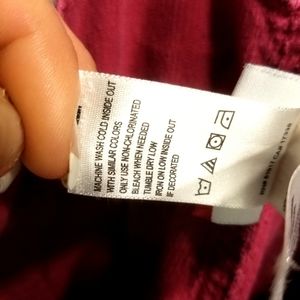 MACHINE WASH COLD INSIDE OUT
WITH SIMILAR COLORS
ONLY USE NON-CHLORINATED
BLEACH WHEN NEEDED
TUMBLE DRY LOW
IRON ON LOW INSIDE OUT
IF DECORATED